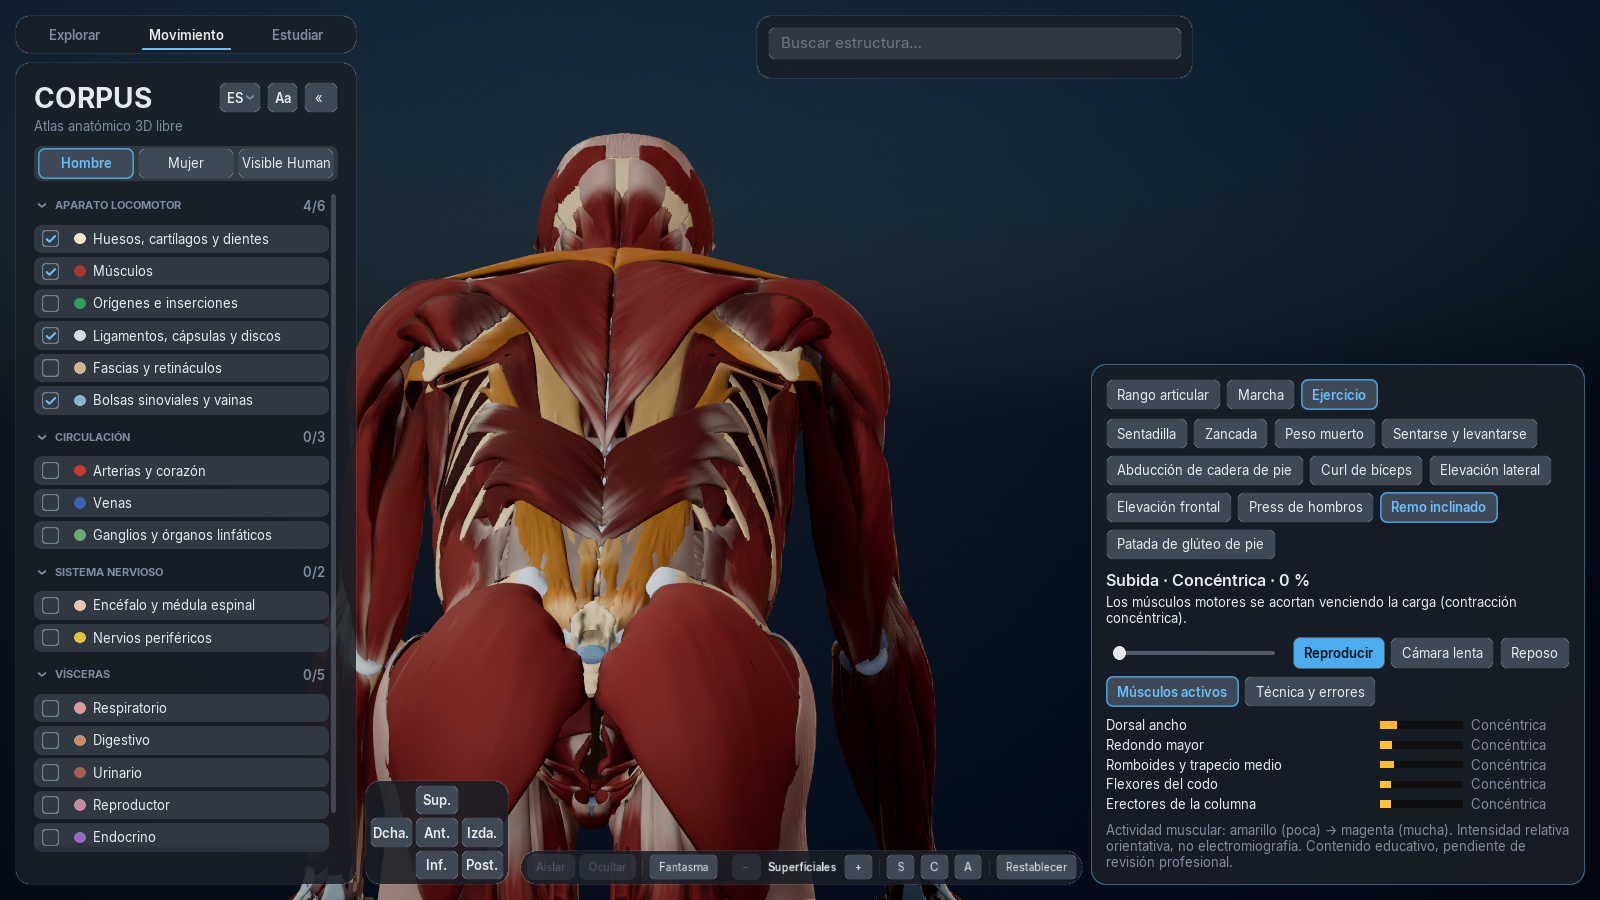 Explorar Movimiento Estudiar
Buscar estructura...
CORPUS ES Aa «
Atlas anatómico 3D libre
Hombre Mujer Visible Human
APARATO LOCOMOTOR 4/6
Huesos, cartílagos y dientes
Músculos
Orígenes e inserciones
Ligamentos, cápsulas y discos
Fascias y retináculos
Bolsas sinoviales y vainas
CIRCULACIÓN 0/3
Arterias y corazón
Venas
Ganglios y órganos linfáticos
SISTEMA NERVIOSO 0/2
Encéfalo y médula espinal
Nervios periféricos
VÍSCERAS 0/5
Respiratorio
Digestivo
Urinario
Reproductor
Endocrino
Sup.
Dcha. Ant. Izda.
Inf. Post.
Aislar Ocultar Fantasma − Superficiales + S C A Restablecer
Rango articular Marcha Ejercicio
Sentadilla Zancada Peso muerto Sentarse y levantarse
Abducción de cadera de pie Curl de bíceps Elevación lateral
Elevación frontal Press de hombros Remo inclinado
Patada de glúteo de pie
Subida · Concéntrica · 0 %
Los músculos motores se acortan venciendo la carga (contracción
concéntrica).
Reproducir Cámara lenta Reposo
Músculos activos Técnica y errores
Dorsal ancho Concéntrica
Redondo mayor Concéntrica
Romboides y trapecio medio Concéntrica
Flexores del codo Concéntrica
Erectores de la columna Concéntrica
Actividad muscular: amarillo (poca) → magenta (mucha). Intensidad relativa
orientativa, no electromiografía. Contenido educativo, pendiente de
revisión profesional.